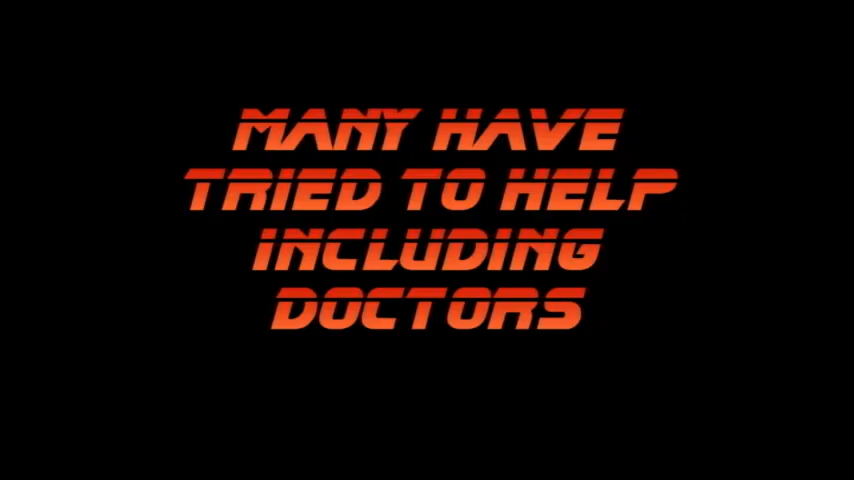 MANY HAVE
TRIED TO HELP
INCLUDING
DOCTORS